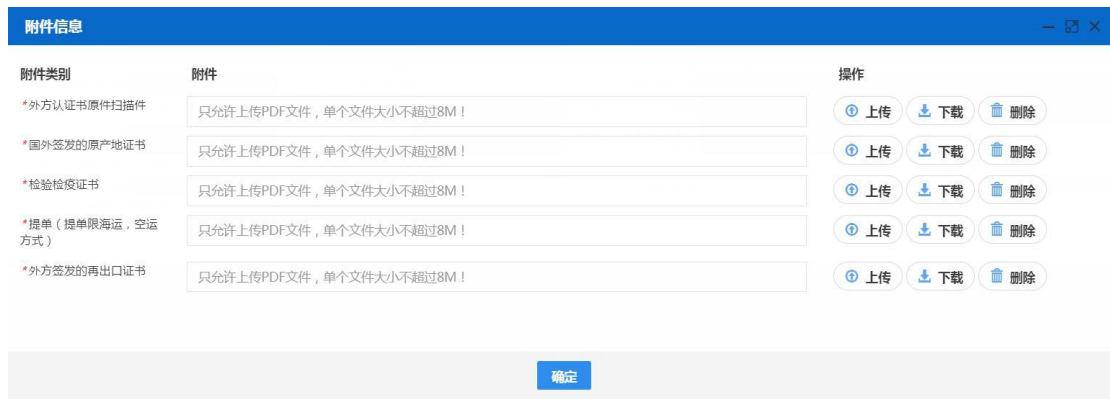 附件信息
附件类别 附件 操作
*外方认证书原件扫描件 只允许上传PDF文件，单个文件大小不超过8M！ 上传 下载 删除
*国外签发的原产地证书 只允许上传PDF文件，单个文件大小不超过8M！ 上传 下载 删除
*检验检疫证书 只允许上传PDF文件，单个文件大小不超过8M！ 上传 下载 删除
*提单（提单限海运，空运
方式） 只允许上传PDF文件，单个文件大小不超过8M！ 上传 下载 删除
*外方签发的再出口证书 只允许上传PDF文件，单个文件大小不超过8M！ 上传 下载 删除
确定